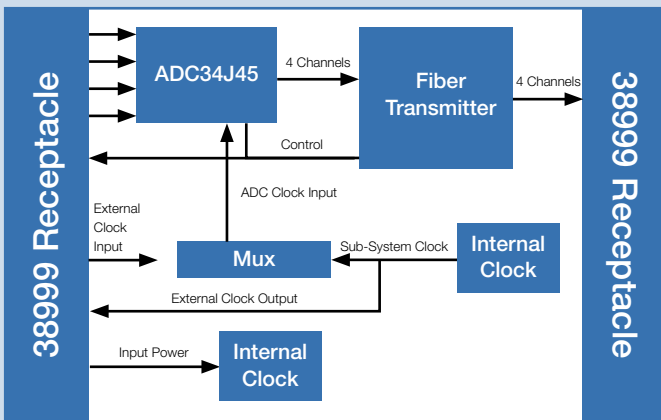 38999 Receptacle
ADC34J45
4 Channels
Fiber
Transmitter
4 Channels
38999 Receptacle
Control
ADC Clock Input
External
Clock
Input
Mux
Sub-System Clock
Internal
Clock
External Clock Output
Input Power
Internal
Clock